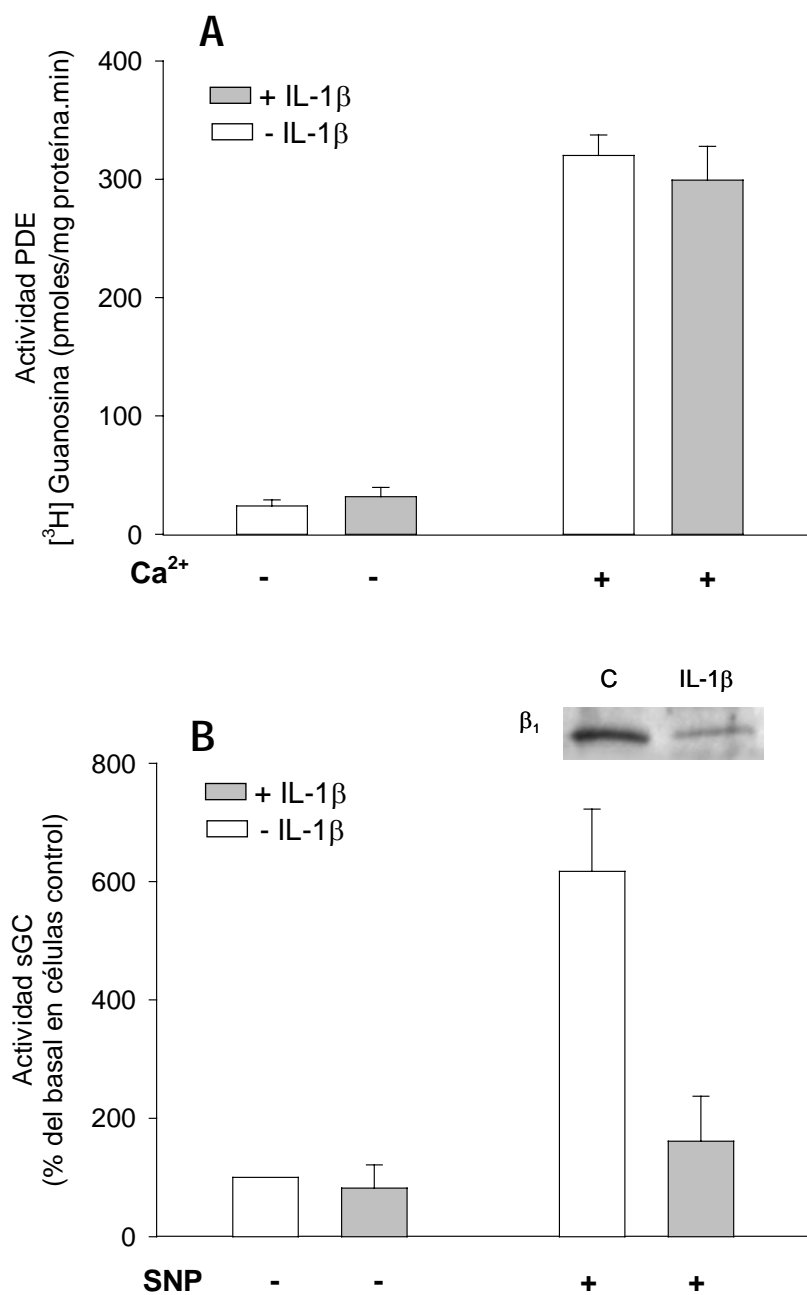 A
400
300
200
100
0
+ IL-1β
- IL-1β
Actividad PDE
[³H] Guanosina (pmoles/mg proteína.min)
Ca²⁺ - - + +
C IL-1β
β₁
B
800
600
400
200
0
+ IL-1β
- IL-1β
Actividad sGC
(% del basal en células control)
SNP - - + +